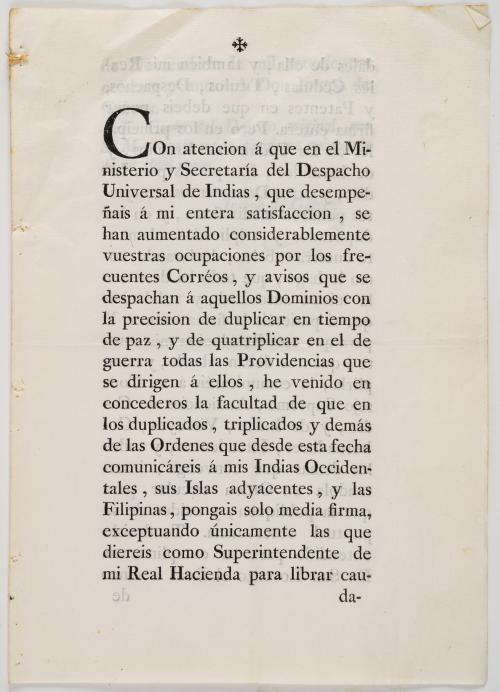 ✠
COn atencion á que en el Mi-
nisterio y Secretaría del Despacho
Universal de Indias, que desempe-
ñais á mi entera satisfaccion, se
han aumentado considerablemente
vuestras ocupaciones por los fre-
cuentes Corréos, y avisos que se
despachan á aquellos Dominios con
la precision de duplicar en tiempo
de paz, y de quatriplicar en el de
guerra todas las Providencias que
se dirigen á ellos, he venido en
concederos la facultad de que en
los duplicados, triplicados y demás
de las Ordenes que desde esta fecha
comunicáreis á mis Indias Occiden-
tales, sus Islas adyacentes, y las
Filipinas, pongais solo media firma,
exceptuando únicamente las que
diereis como Superintendente de
mi Real Hacienda para librar cau-
da-